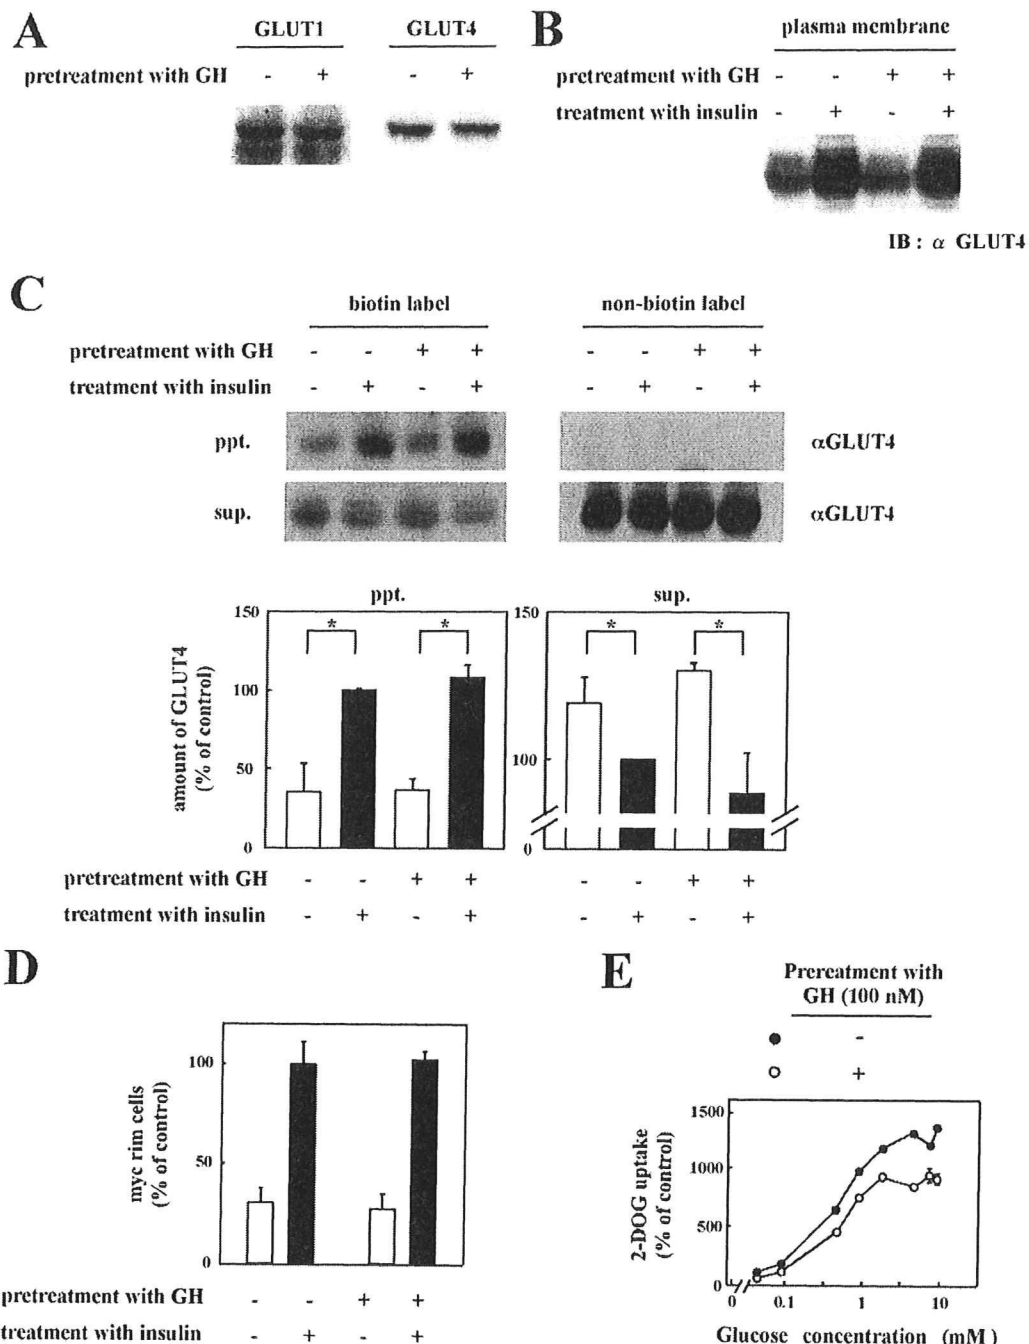 A
GLUT1 GLUT4
pretreatment with GH - + - +
B
plasma membrane
pretreatment with GH - - + +
treatment with insulin - + - +
IB : α GLUT4
C
biotin label non-biotin label
pretreatment with GH - - + + - - + +
treatment with insulin - + - + - + - +
ppt. αGLUT4
sup. αGLUT4
ppt. sup.
amount of GLUT4
(% of control)
150 150
* * * *
100 100
50
0 0
pretreatment with GH - - + + - - + +
treatment with insulin - + - + - + - +
D
myc rim cells
(% of control)
100
50
0
pretreatment with GH - - + +
treatment with insulin - + - +
E
Prereatment with
GH (100 nM)
-
+
2-DOG uptake
(% of control)
1500
1000
500
0
0 0.1 1 10
Glucose concentration (mM)